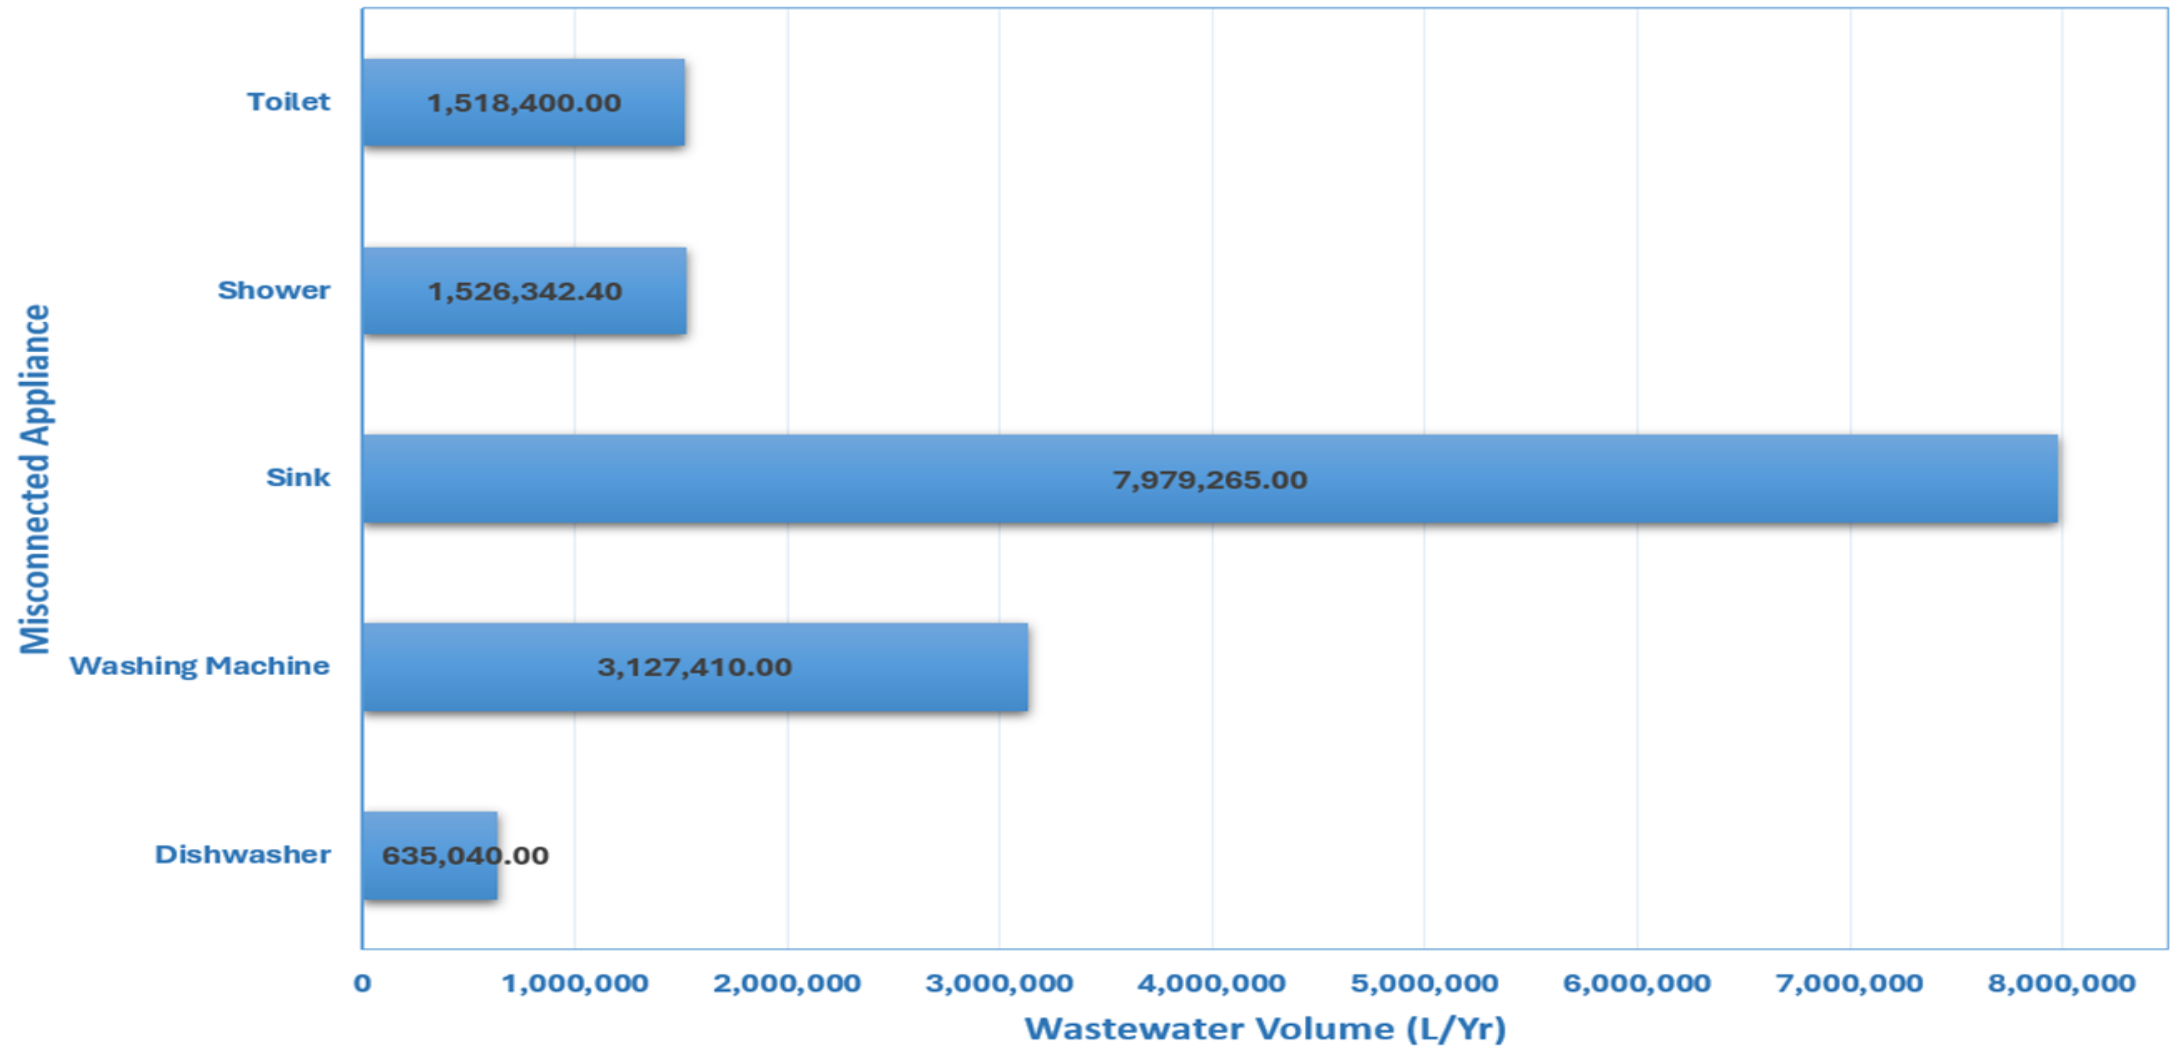 Misconnected Appliance
Toilet
1,518,400.00
Shower
1,526,342.40
Sink
7,979,265.00
Washing Machine
3,127,410.00
Dishwasher
635,040.00
0 1,000,000 2,000,000 3,000,000 4,000,000 5,000,000 6,000,000 7,000,000 8,000,000
Wastewater Volume (L/Yr)